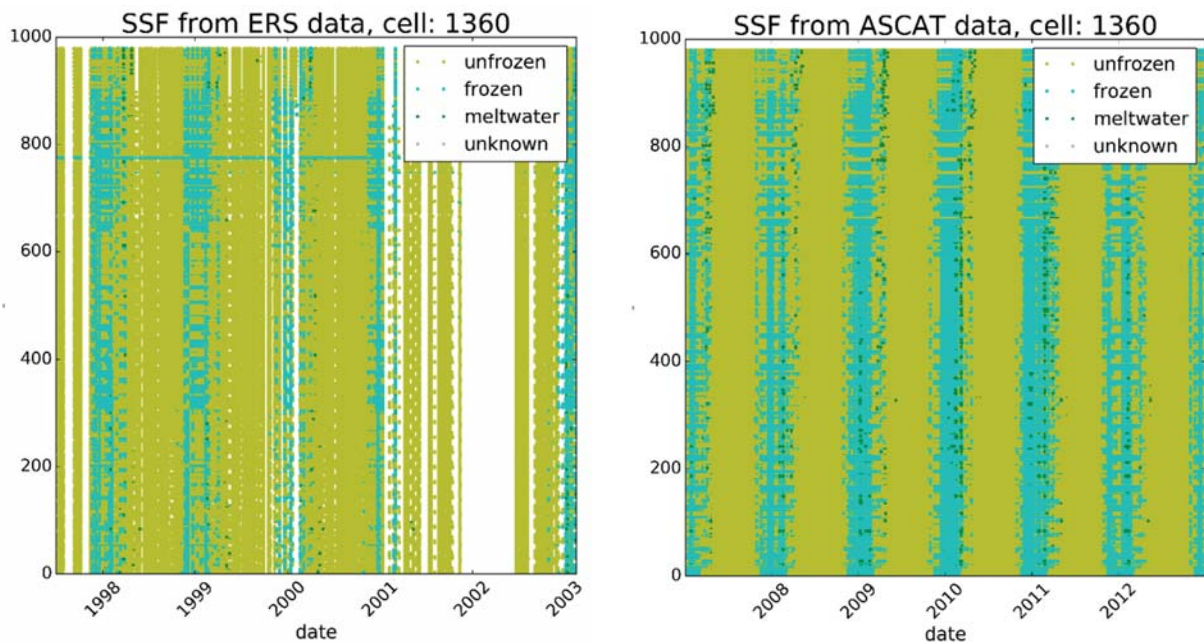 SSF from ERS data, cell: 1360
1000
800
600
400
200
0
unfrozen
frozen
meltwater
unknown
1998
1999
2000
2001
2002
2003
date
SSF from ASCAT data, cell: 1360
1000
800
600
400
200
0
unfrozen
frozen
meltwater
unknown
2008
2009
2010
2011
2012
date